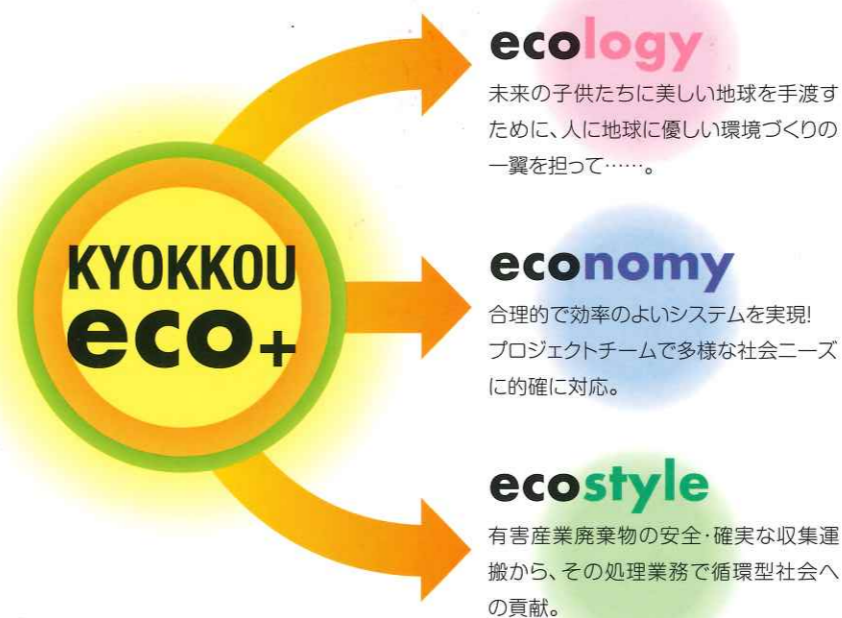 KYOKKOU
eco+
ecology
未来の子供たちに美しい地球を手渡す
ために、人に地球に優しい環境づくりの
一翼を担って……。
economy
合理的で効率のよいシステムを実現!
プロジェクトチームで多様な社会ニーズ
に的確に対応。
ecostyle
有害産業廃棄物の安全・確実な収集運
搬から、その処理業務で循環型社会へ
の貢献。